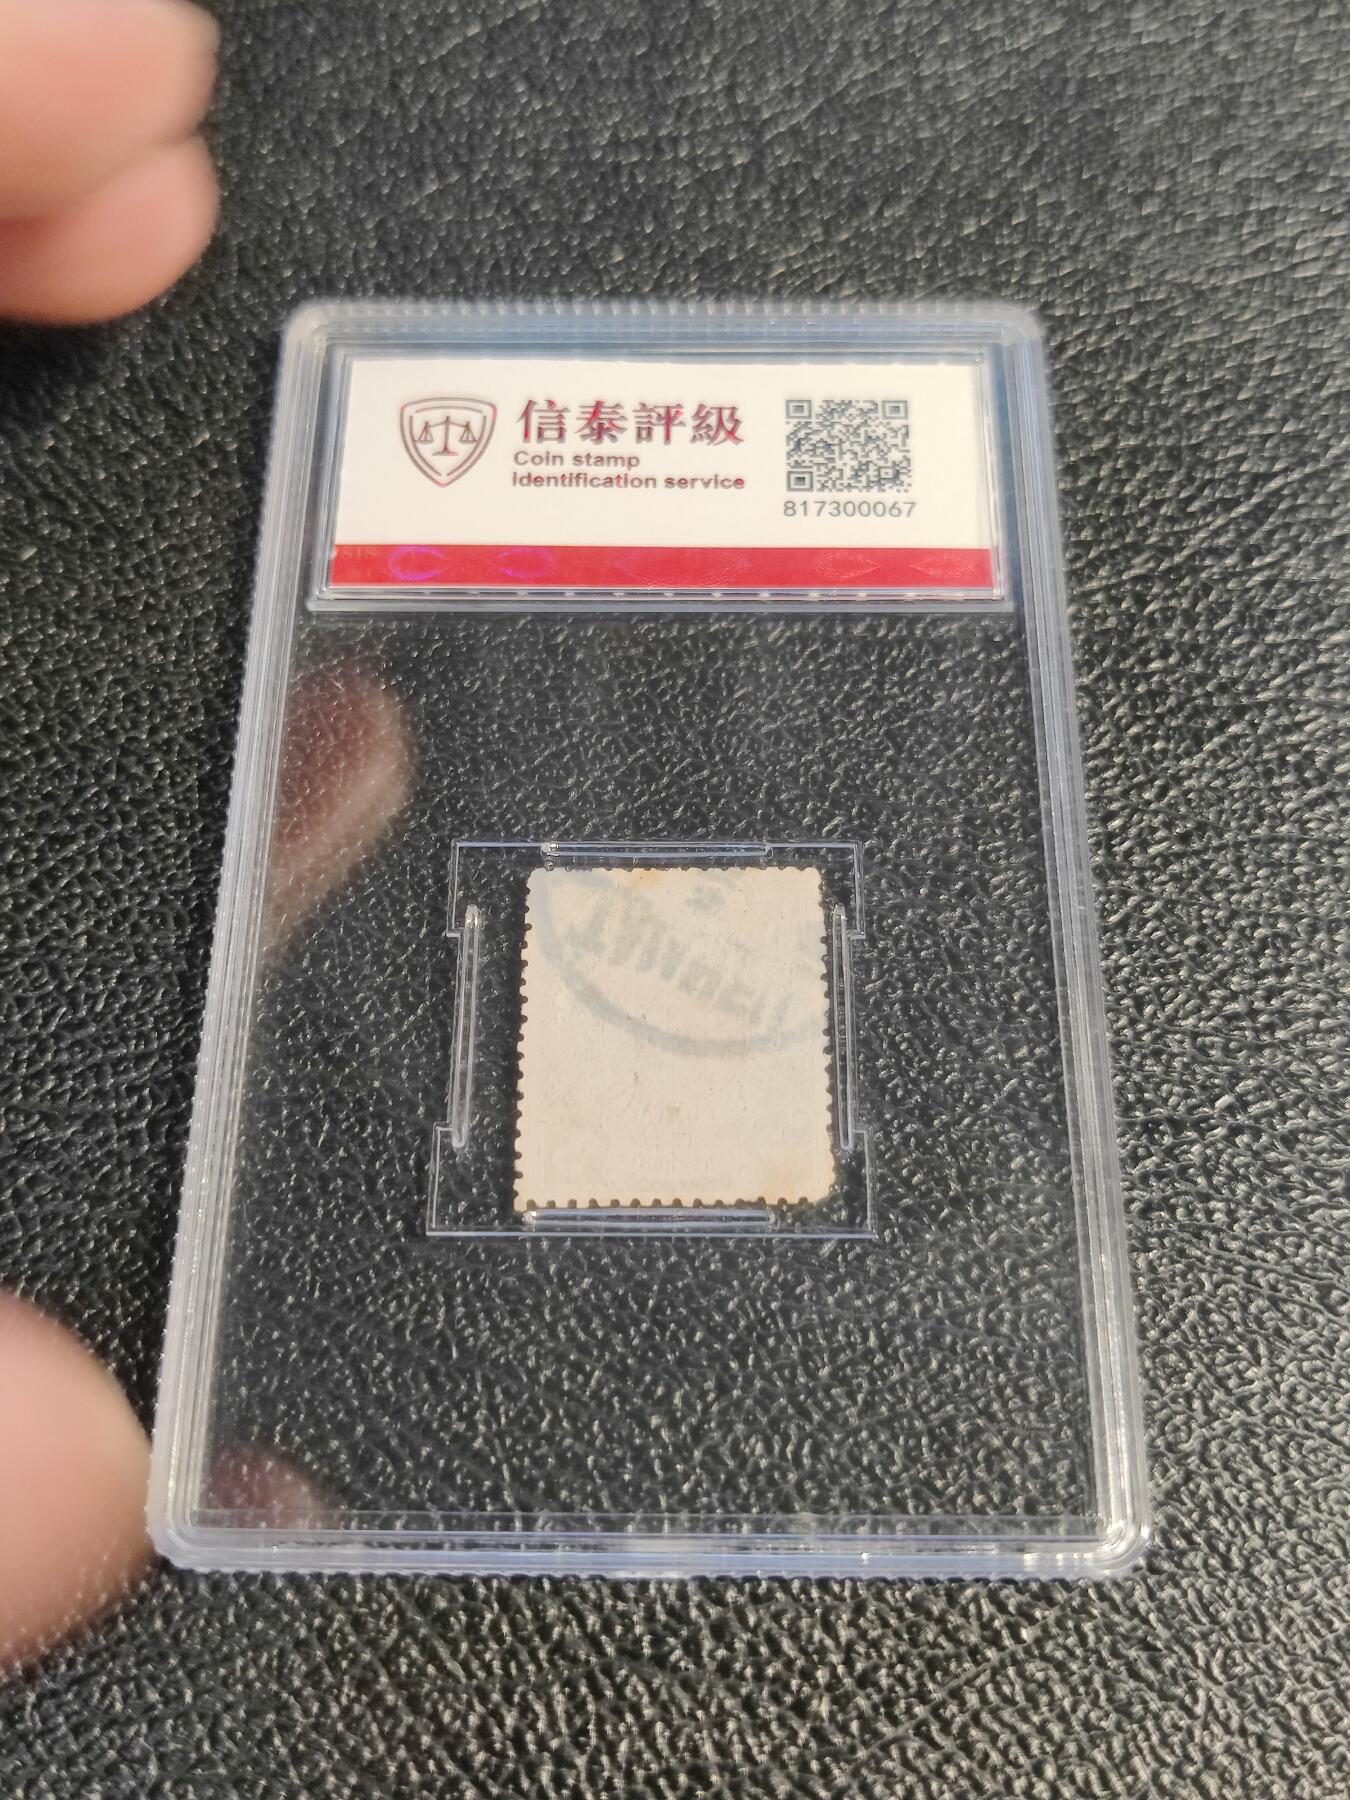 信泰評級
Coin stamp
Identification service
817300067